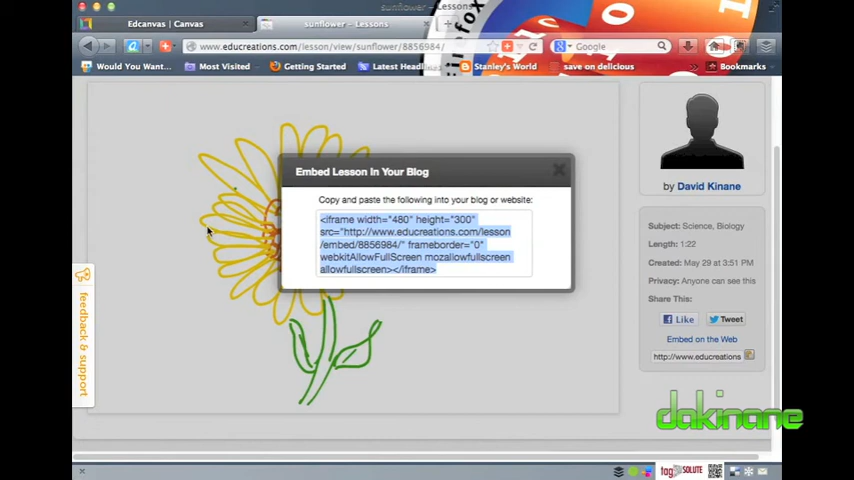 sunflower – Lessons
Edcanvas | Canvas
sunflower – Lessons
www.educreations.com/lesson/view/sunflower/8856984/
Google
Would You Want...
Most Visited
Getting Started
Latest Headlines
Stanley's World
save on delicious
Bookmarks
Firefox
Embed Lesson In Your Blog
Copy and paste the following into your blog or website:
<iframe width="480" height="300"
src="http://www.educreations.com/lesson
/embed/8856984/" frameborder="0"
webkitAllowFullScreen mozallowfullscreen
allowfullscreen></iframe>
by David Kinane
Subject: Science, Biology
Length: 1:22
Created: May 29 at 3:51 PM
Privacy: Anyone can see this
Share This:
Like
Tweet
Embed on the Web
http://www.educreations
feedback & support
dakinane
tag SOLUTE